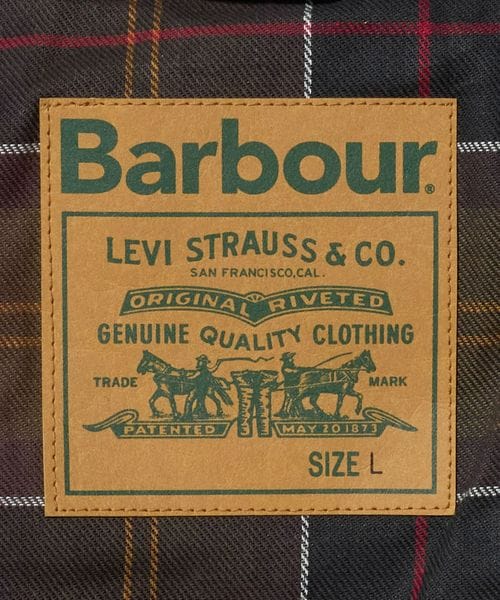 Barbour®
LEVI STRAUSS & CO.
SAN FRANCISCO, CAL.
ORIGINAL RIVETED
GENUINE QUALITY CLOTHING
TRADE MARK
PATENTED MAY 20 1873
SIZE L